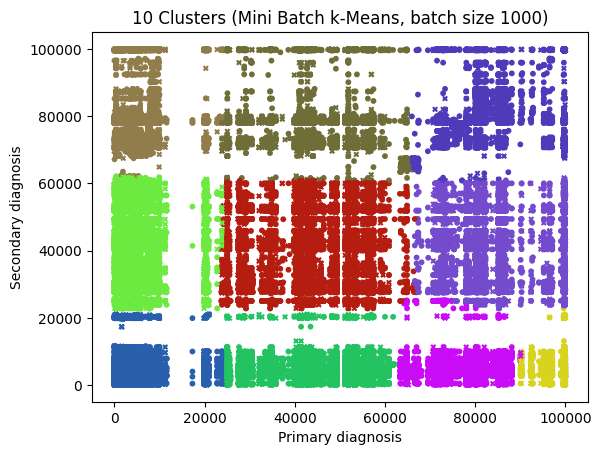 10 Clusters (Mini Batch k-Means, batch size 1000)
100000
80000
60000
40000
20000
0
Secondary diagnosis
0 20000 40000 60000 80000 100000
Primary diagnosis